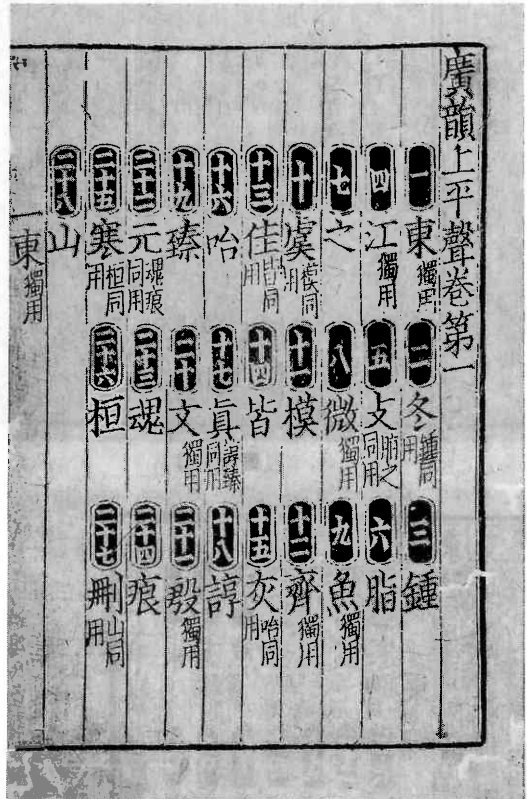 廣韻上平聲卷第一
一東獨用 二冬鍾同用 三鍾
四江獨用 五支脂之同用 六脂
七之 八微獨用 九魚獨用
十虞模同用 十一模 十二齊獨用
十三佳皆同用 十四皆 十五灰咍同用
十六咍 十七真諄臻同用 十八諄
十九臻 二十文獨用 二十一殷獨用
二十二元魂痕同用 二十三魂 二十四痕
二十五寒桓同用 二十六桓 二十七刪山同用
二十八山
一東獨用